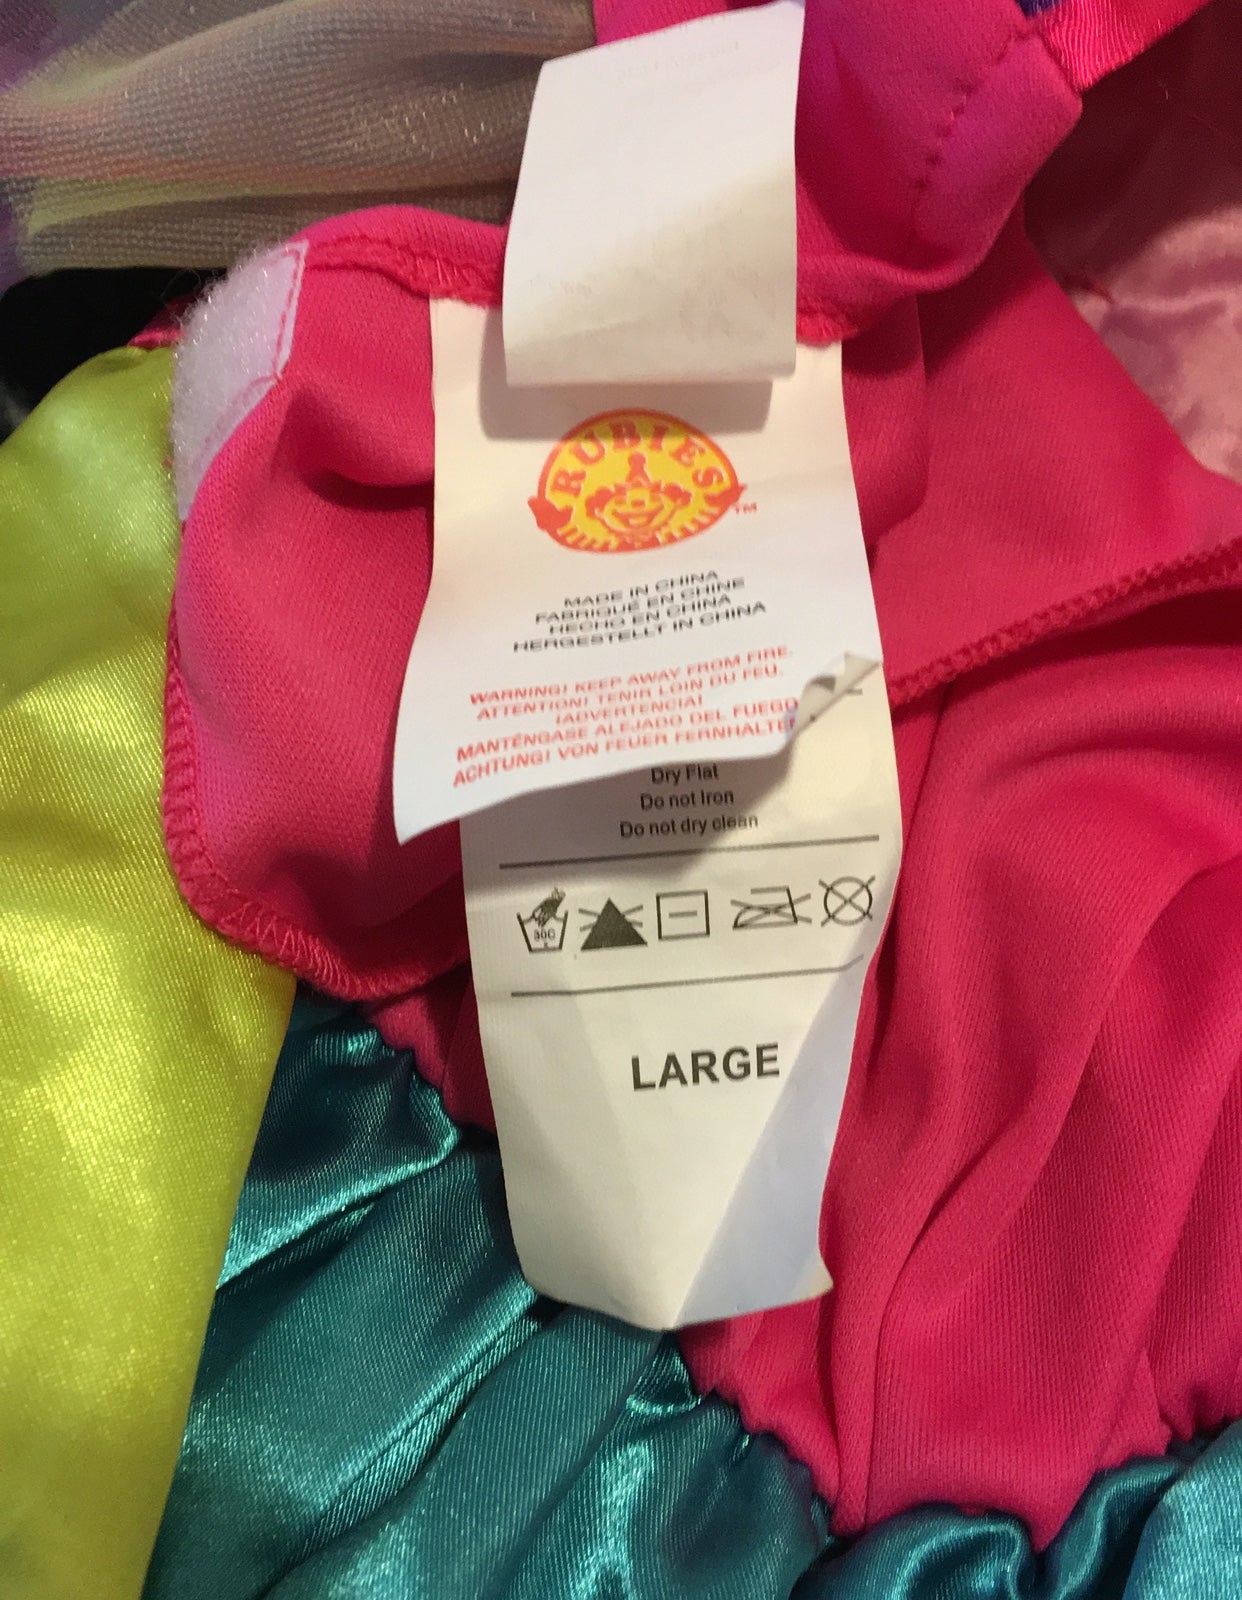 RUBIES
TM
MADE IN CHINA
FABRIQUÉ EN CHINE
HECHO EN CHINA
HERGESTELLT IN CHINA
WARNING! KEEP AWAY FROM FIRE.
ATTENTION! TENIR LOIN DU FEU.
¡ADVERTENCIA!
MANTÉNGASE ALEJADO DEL FUEGO
ACHTUNG! VON FEUER FERNHALTEN
Dry Flat
Do not Iron
Do not dry clean
30C
LARGE